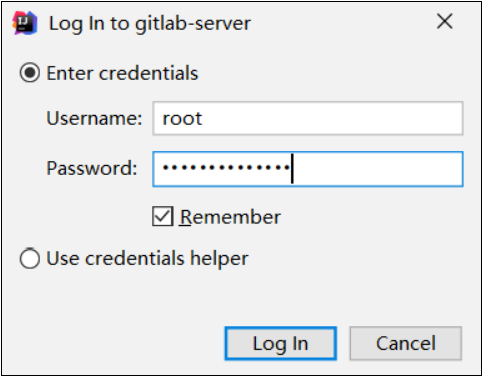 Log In to gitlab-server
Enter credentials
Username: root
Password: ••••••••••••••
Remember
Use credentials helper
Log In Cancel